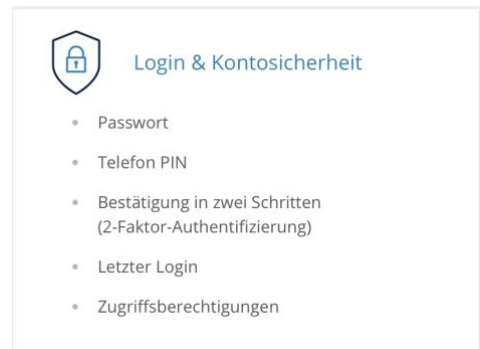 Login & Kontosicherheit
Passwort
Telefon PIN
Bestätigung in zwei Schritten
(2-Faktor-Authentifizierung)
Letzter Login
Zugriffsberechtigungen